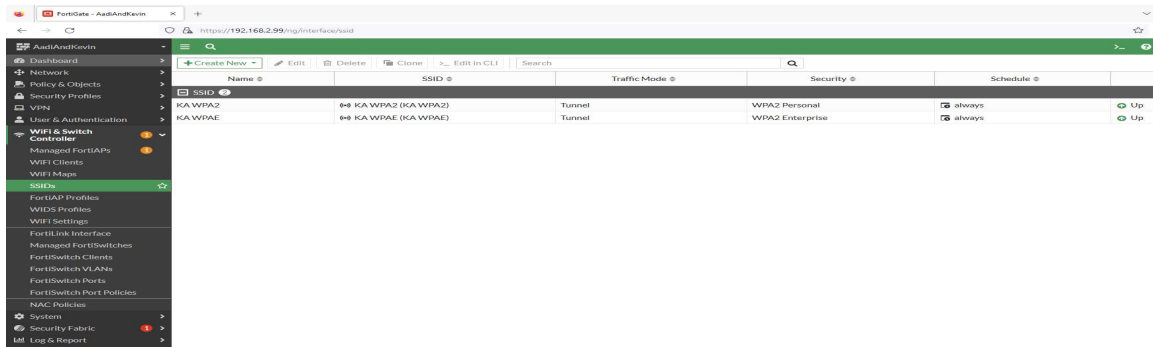 FortiGate - AadiAndKevin
https://192.168.2.99/ng/interface/ssid
AadiAndKevin
Dashboard
Network
Policy & Objects
Security Profiles
VPN
User & Authentication
WiFi & Switch
Controller
1
Managed FortiAPs
1
WiFi Clients
WiFi Maps
SSIDs
FortiAP Profiles
WIDS Profiles
WiFi Settings
FortiLink Interface
Managed FortiSwitches
FortiSwitch Clients
FortiSwitch VLANs
FortiSwitch Ports
FortiSwitch Port Policies
NAC Policies
System
Security Fabric 1
Log & Report
Create New Edit Delete Clone >_ Edit in CLI Search
Name SSID Traffic Mode Security Schedule
SSID 2
KA WPA2 KA WPA2 (KA WPA2) Tunnel WPA2 Personal always Up
KA WPAE KA WPAE (KA WPAE) Tunnel WPA2 Enterprise always Up